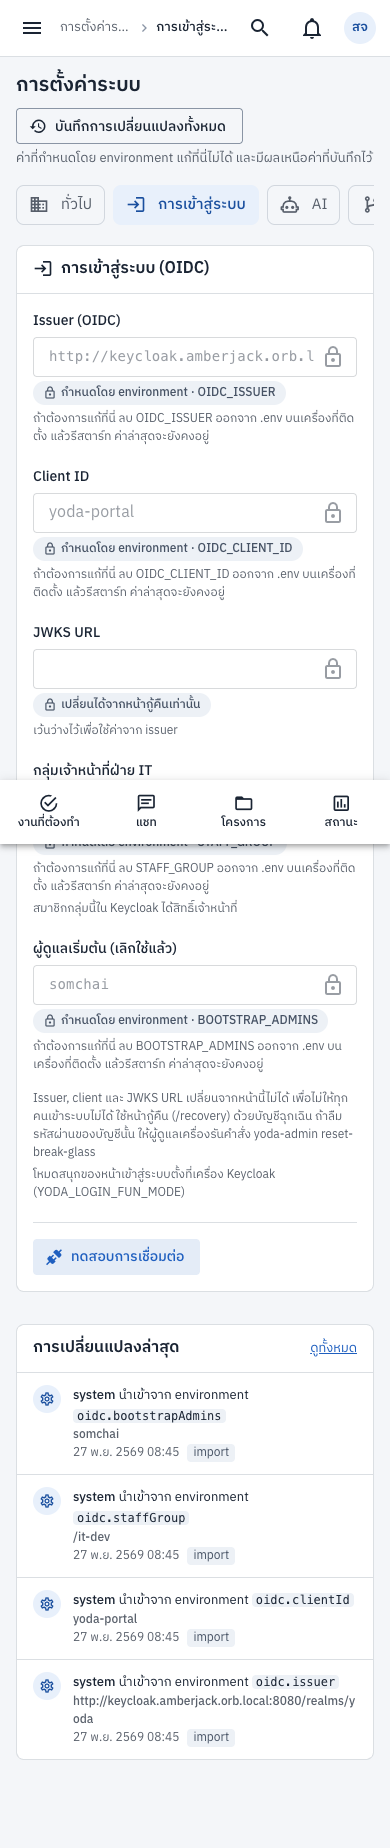 การตั้งค่าร... › การเข้าสู่ระ... สจ
การตั้งค่าระบบ
บันทึกการเปลี่ยนแปลงทั้งหมด
ค่าที่กำหนดโดย environment แก้ที่นี่ไม่ได้ และมีผลเหนือค่าที่บันทึกไว้
ทั่วไป การเข้าสู่ระบบ AI
การเข้าสู่ระบบ (OIDC)
Issuer (OIDC)
http://keycloak.amberjack.orb.l
กำหนดโดย environment · OIDC_ISSUER
ถ้าต้องการแก้ที่นี่ ลบ OIDC_ISSUER ออกจาก .env บนเครื่องที่ติด
ตั้ง แล้วรีสตาร์ท ค่าล่าสุดจะยังคงอยู่
Client ID
yoda-portal
กำหนดโดย environment · OIDC_CLIENT_ID
ถ้าต้องการแก้ที่นี่ ลบ OIDC_CLIENT_ID ออกจาก .env บนเครื่องที่
ติดตั้ง แล้วรีสตาร์ท ค่าล่าสุดจะยังคงอยู่
JWKS URL
เปลี่ยนได้จากหน้ากู้คืนเท่านั้น
เว้นว่างไว้เพื่อใช้ค่าจาก issuer
กลุ่มเจ้าหน้าที่ฝ่าย IT
งานที่ต้องทำ แชท โครงการ สถานะ
กำหนดโดย environment · STAFF_GROUP
ถ้าต้องการแก้ที่นี่ ลบ STAFF_GROUP ออกจาก .env บนเครื่องที่ติด
ตั้ง แล้วรีสตาร์ท ค่าล่าสุดจะยังคงอยู่
สมาชิกกลุ่มนี้ใน Keycloak ได้สิทธิ์เจ้าหน้าที่
ผู้ดูแลเริ่มต้น (เลิกใช้แล้ว)
somchai
กำหนดโดย environment · BOOTSTRAP_ADMINS
ถ้าต้องการแก้ที่นี่ ลบ BOOTSTRAP_ADMINS ออกจาก .env บน
เครื่องที่ติดตั้ง แล้วรีสตาร์ท ค่าล่าสุดจะยังคงอยู่
Issuer, client และ JWKS URL เปลี่ยนจากหน้านี้ไม่ได้ เพื่อไม่ให้ทุก
คนเข้าระบบไม่ได้ ใช้หน้ากู้คืน (/recovery) ด้วยบัญชีฉุกเฉิน ถ้าลืม
รหัสผ่านของบัญชีนั้น ให้ผู้ดูแลเครื่องรันคำสั่ง yoda-admin reset-
break-glass
โหมดสนุกของหน้าเข้าสู่ระบบตั้งที่เครื่อง Keycloak
(YODA_LOGIN_FUN_MODE)
ทดสอบการเชื่อมต่อ
การเปลี่ยนแปลงล่าสุด ดูทั้งหมด
system นำเข้าจาก environment
oidc.bootstrapAdmins
somchai
27 พ.ย. 2569 08:45 import
system นำเข้าจาก environment
oidc.staffGroup
/it-dev
27 พ.ย. 2569 08:45 import
system นำเข้าจาก environment oidc.clientId
yoda-portal
27 พ.ย. 2569 08:45 import
system นำเข้าจาก environment oidc.issuer
http://keycloak.amberjack.orb.local:8080/realms/y
oda
27 พ.ย. 2569 08:45 import